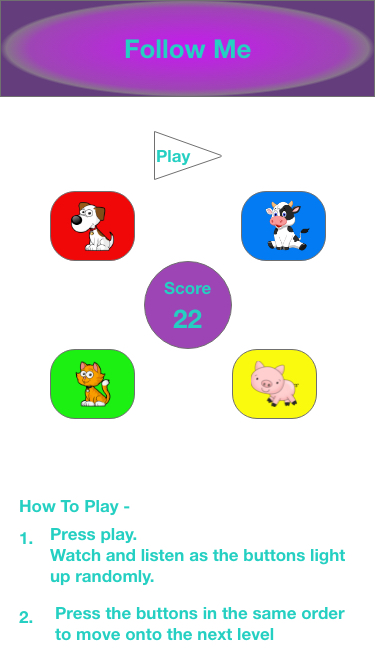 Follow Me
Play
Score
22
How To Play -
1. Press play.
Watch and listen as the buttons light
up randomly.
2. Press the buttons in the same order
to move onto the next level